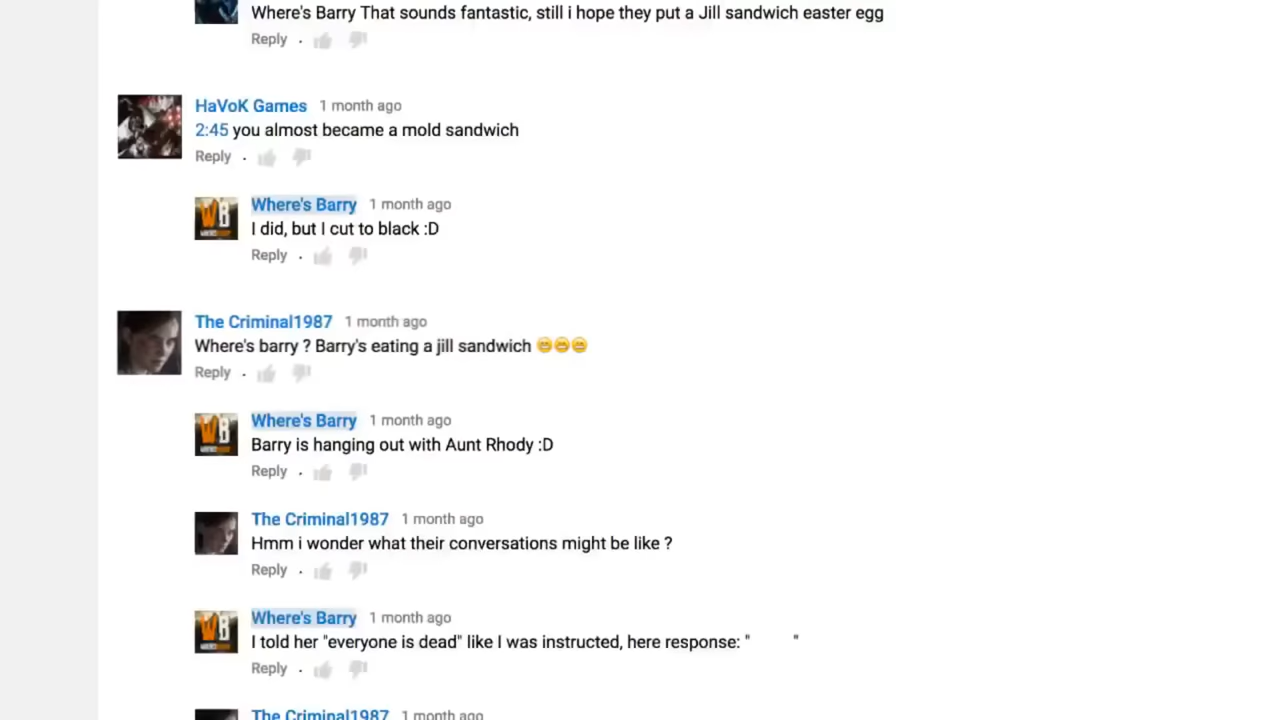 Where's Barry That sounds fantastic, still i hope they put a Jill sandwich easter egg
Reply .
HaVoK Games 1 month ago
2:45 you almost became a mold sandwich
Reply .
WB
Where's Barry 1 month ago
I did, but I cut to black :D
Reply .
The Criminal1987 1 month ago
Where's barry ? Barry's eating a jill sandwich 😁😁😁
Reply .
WB
Where's Barry 1 month ago
Barry is hanging out with Aunt Rhody :D
Reply .
The Criminal1987 1 month ago
Hmm i wonder what their conversations might be like ?
Reply .
WB
Where's Barry 1 month ago
I told her "everyone is dead" like I was instructed, here response: " "
Reply .
The Criminal1987 1 month ago